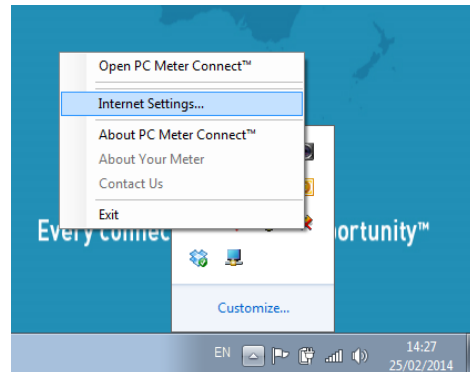 Open PC Meter Connect™
Internet Settings...
About PC Meter Connect™
About Your Meter
Contact Us
Exit
Every connec ortunity™
Customize...
EN
14:27
25/02/2014